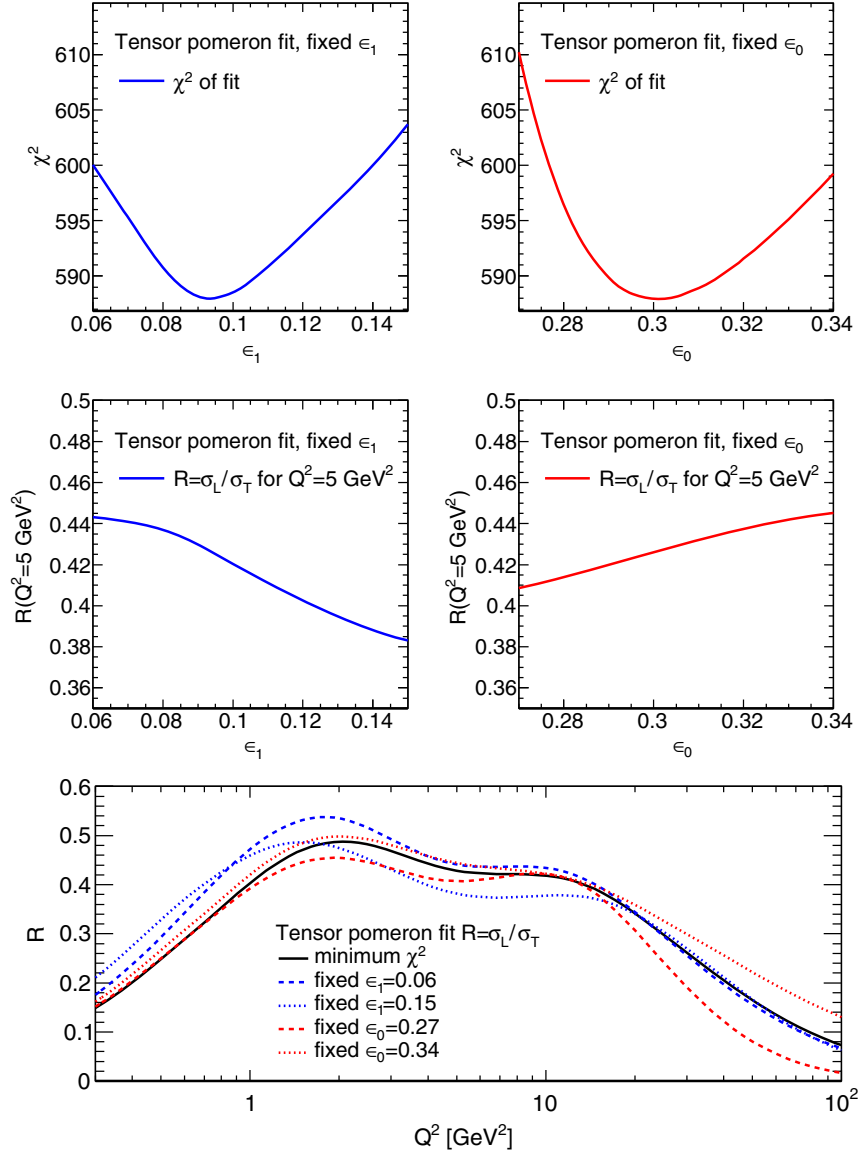 Tensor pomeron fit, fixed ϵ1
χ2 of fit
χ2
610
605
600
595
590
0.06 0.08 0.1 0.12 0.14
ϵ1
Tensor pomeron fit, fixed ϵ0
χ2 of fit
χ2
610
605
600
595
590
0.28 0.3 0.32 0.34
ϵ0
Tensor pomeron fit, fixed ϵ1
R=σL/σT for Q2=5 GeV2
R(Q2=5 GeV2)
0.5
0.48
0.46
0.44
0.42
0.4
0.38
0.36
0.06 0.08 0.1 0.12 0.14
ϵ1
Tensor pomeron fit, fixed ϵ0
R=σL/σT for Q2=5 GeV2
R(Q2=5 GeV2)
0.5
0.48
0.46
0.44
0.42
0.4
0.38
0.36
0.28 0.3 0.32 0.34
ϵ0
R
0.6
0.5
0.4
0.3
0.2
0.1
0
Tensor pomeron fit R=σL/σT
minimum χ2
fixed ϵ1=0.06
fixed ϵ1=0.15
fixed ϵ0=0.27
fixed ϵ0=0.34
1 10 102
Q2 [GeV2]